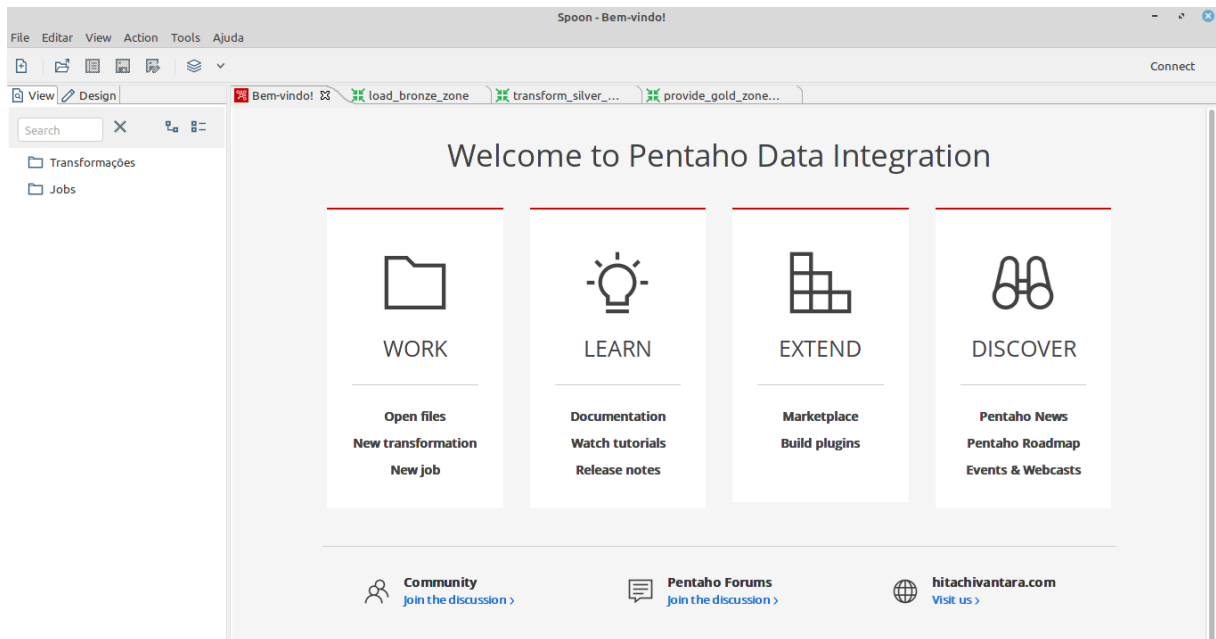 Spoon - Bem-vindo!
File Editar View Action Tools Ajuda
Connect
View Design
Bem-vindo! load_bronze_zone transform_silver_... provide_gold_zone...
Search
Transformações
Jobs
Welcome to Pentaho Data Integration
WORK
Open files
New transformation
New job
LEARN
Documentation
Watch tutorials
Release notes
EXTEND
Marketplace
Build plugins
DISCOVER
Pentaho News
Pentaho Roadmap
Events & Webcasts
Community
Join the discussion ›
Pentaho Forums
Join the discussion ›
hitachivantara.com
Visit us ›